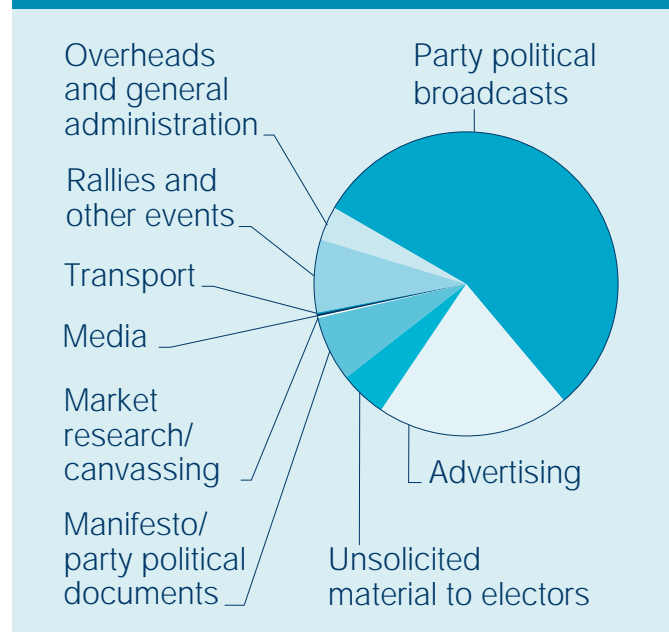 Overheads
and general
administration
Party political
broadcasts
Rallies and
other events
Transport
Media
Market
research/
canvassing
Manifesto/
party political
documents
Advertising
Unsolicited
material to electors